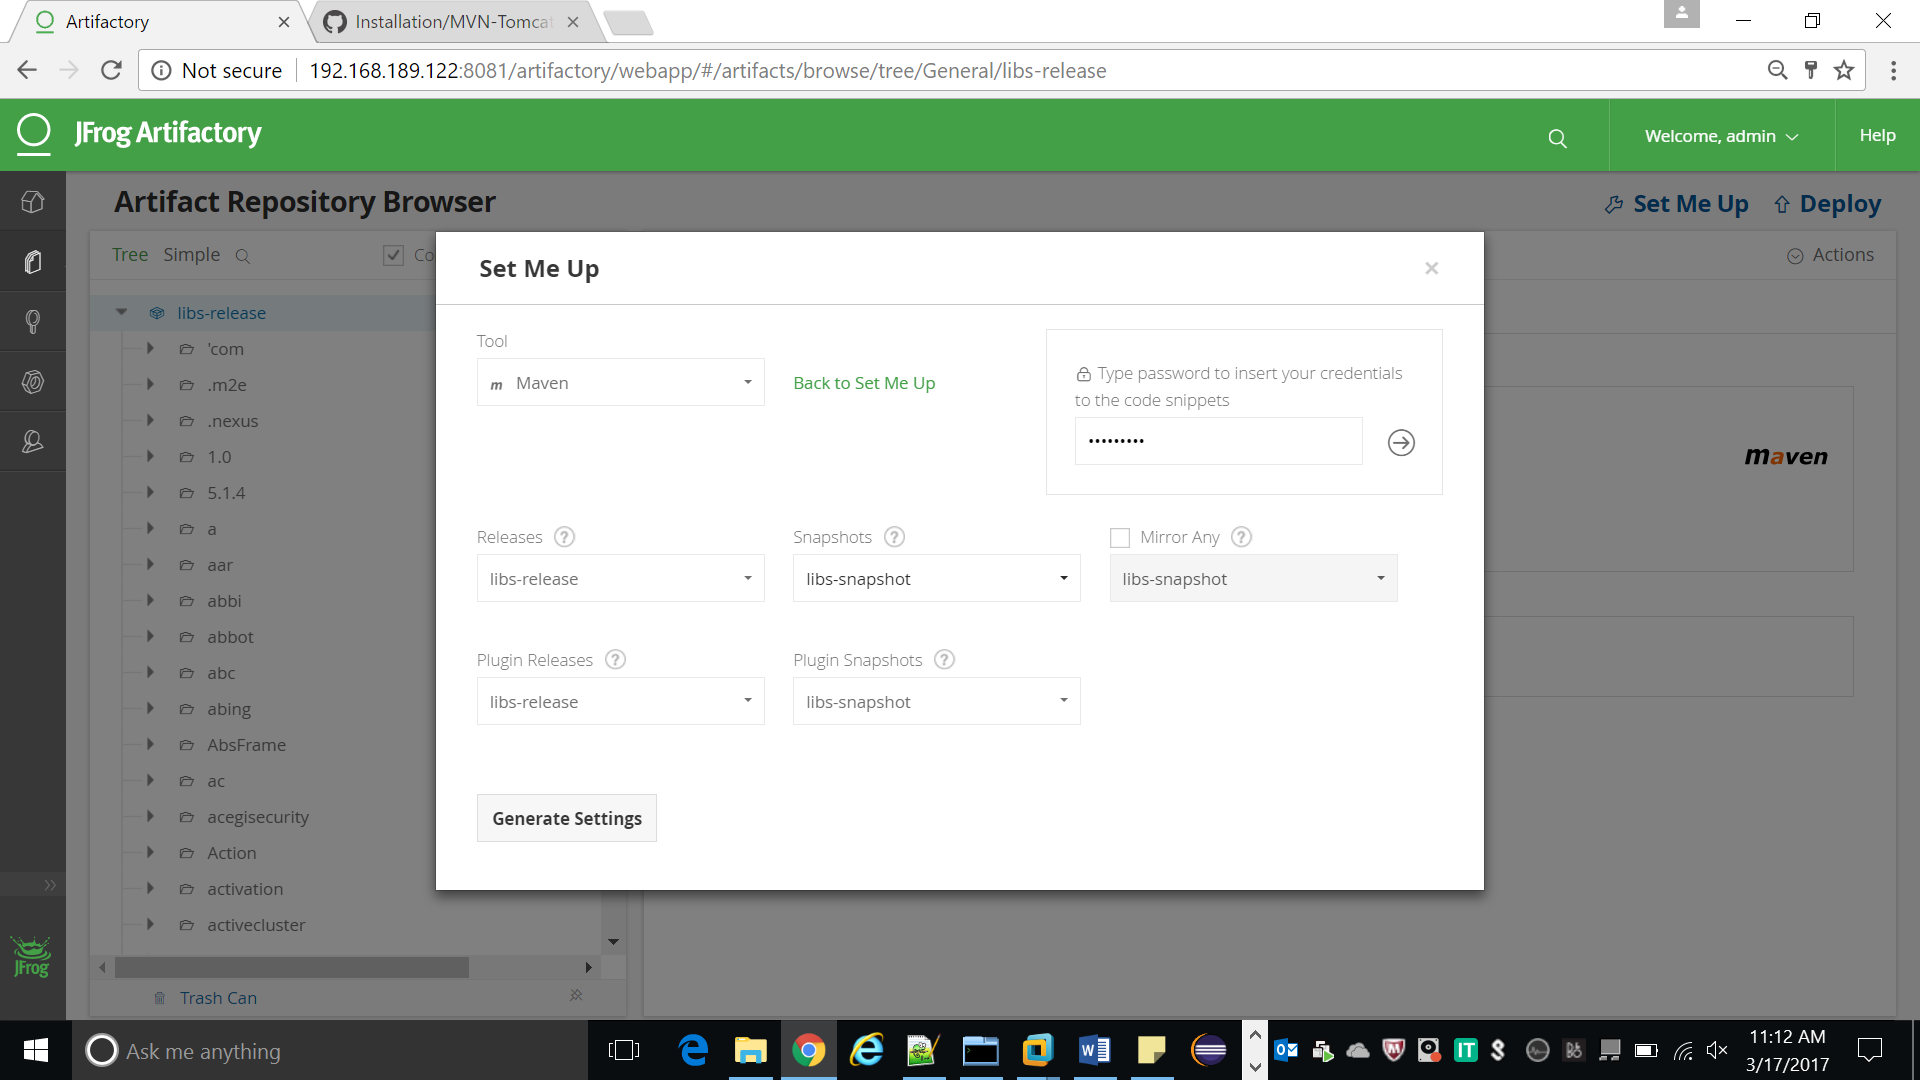 Artifactory
Installation/MVN-Tomca
Not secure
192.168.189.122:8081/artifactory/webapp/#/artifacts/browse/tree/General/libs-release
JFrog Artifactory
Welcome, admin
Help
Artifact Repository Browser
Set Me Up
Deploy
Tree Simple
Co
Actions
libs-release
'com
.m2e
.nexus
1.0
5.1.4
a
aar
abbi
abbot
abc
abing
AbsFrame
ac
acegisecurity
Action
activation
activecluster
Trash Can
JFrog
Set Me Up
×
Tool
m Maven
Back to Set Me Up
Type password to insert your credentials
to the code snippets
•••••••••
Releases ?
Snapshots ?
Mirror Any ?
libs-release
libs-snapshot
libs-snapshot
Plugin Releases ?
Plugin Snapshots ?
libs-release
libs-snapshot
Generate Settings
maven
Ask me anything
11:12 AM
3/17/2017